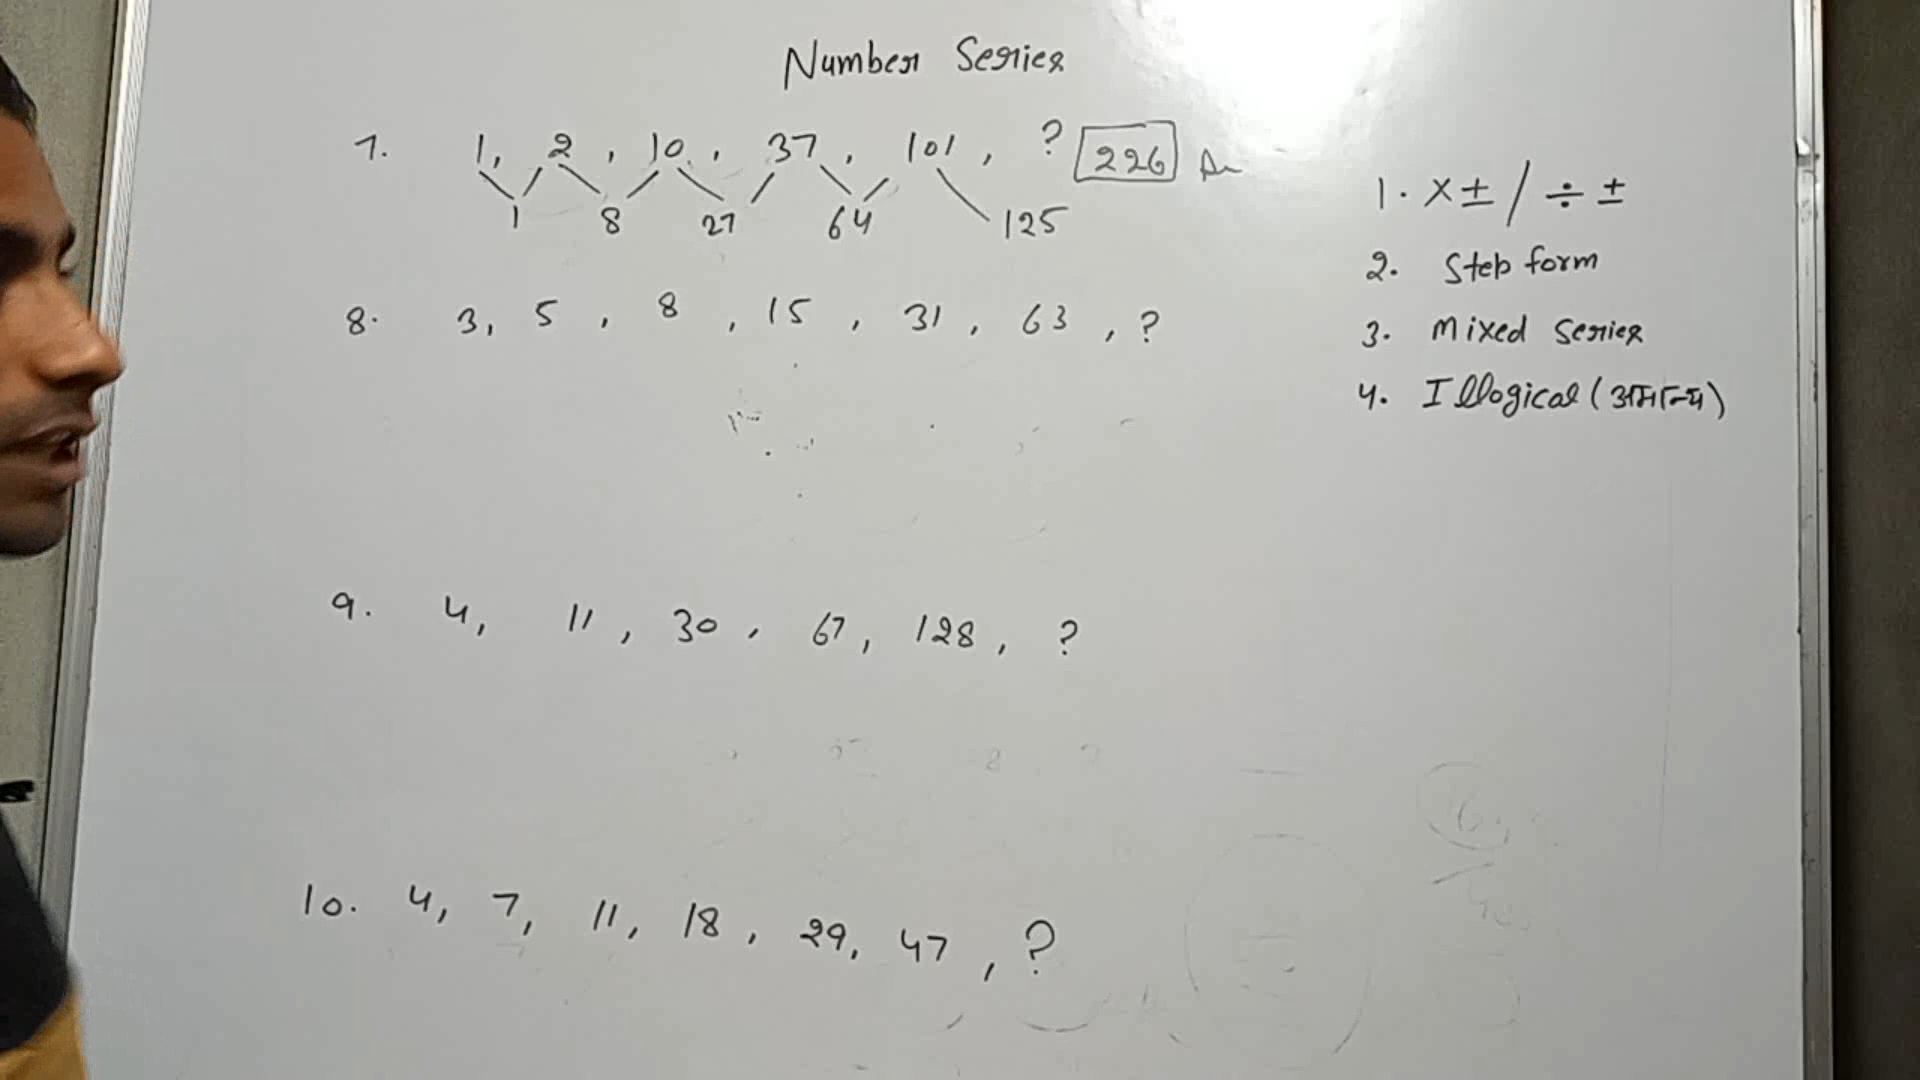 Number Series
7. 1, 2, 10, 37, 101, ? 226
1 8 27 64 125
1. × ± / ÷ ±
2. Step form
8. 3, 5, 8, 15, 31, 63, ?
3. Mixed Series
4. Illogical (
9. 4, 11, 30, 67, 128, ?
10. 4, 7, 11, 18, 29, 47, ?